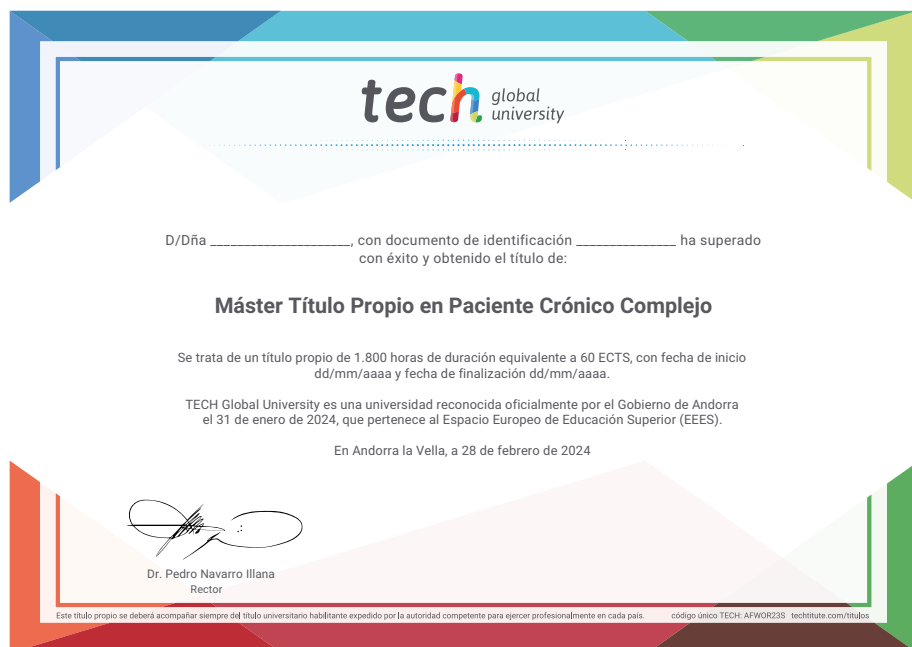 tech global
university
D/Dña _____________________, con documento de identificación _______________ ha superado
con éxito y obtenido el título de:
Máster Título Propio en Paciente Crónico Complejo
Se trata de un título propio de 1.800 horas de duración equivalente a 60 ECTS, con fecha de inicio
dd/mm/aaaa y fecha de finalización dd/mm/aaaa.
TECH Global University es una universidad reconocida oficialmente por el Gobierno de Andorra
el 31 de enero de 2024, que pertenece al Espacio Europeo de Educación Superior (EEES).
En Andorra la Vella, a 28 de febrero de 2024
Dr. Pedro Navarro Illana
Rector
Este título propio se deberá acompañar siempre del título universitario habilitante expedido por la autoridad competente para ejercer profesionalmente en cada país. código único TECH: AFWOR23S techtitute.com/titulos